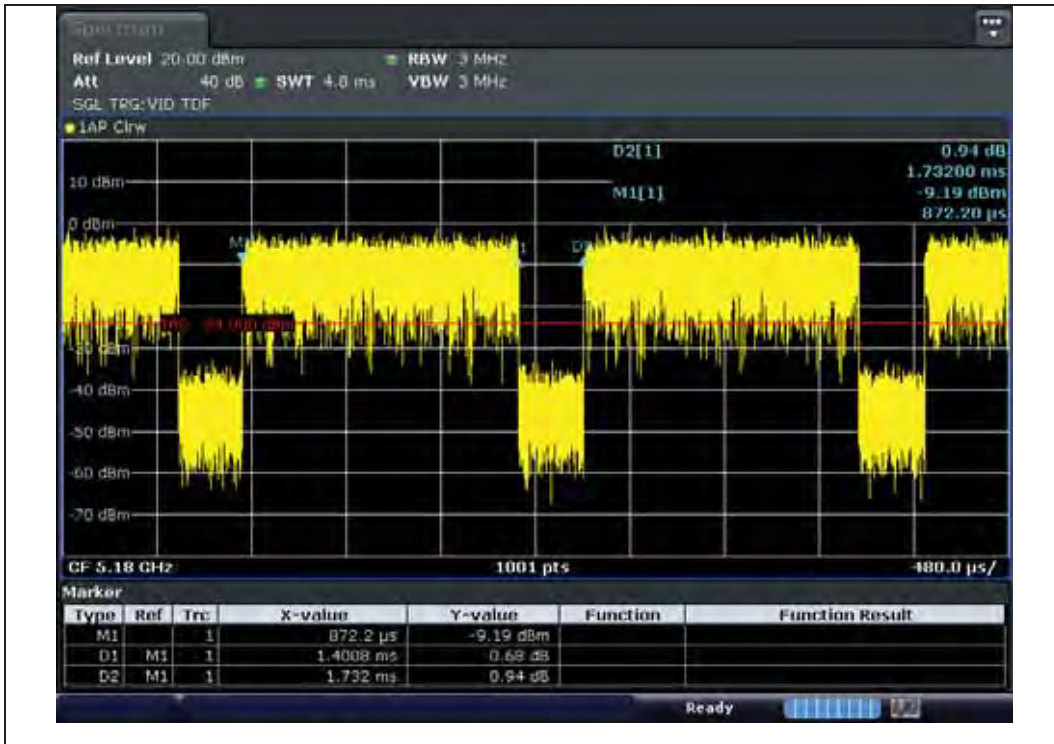 Spectrum
Ref Level 20.00 dBm RBW 3 MHz
Att 40 dB SWT 4.8 ms VBW 3 MHz
SGL TRG:VID TDF
1AP Clrw
D2[1] 0.94 dB
1.73200 ms
10 dBm
M1[1] -9.19 dBm
872.20 µs
0 dBm
M1
D2
-40 dBm
-50 dBm
-60 dBm
-70 dBm
CF 5.18 GHz 1001 pts 480.0 µs/
Marker
Type Ref Trc X-value Y-value Function Function Result
M1 1 872.2 µs -9.19 dBm
D1 M1 1 1.4008 ms 0.68 dB
D2 M1 1 1.732 ms 0.94 dB
Ready